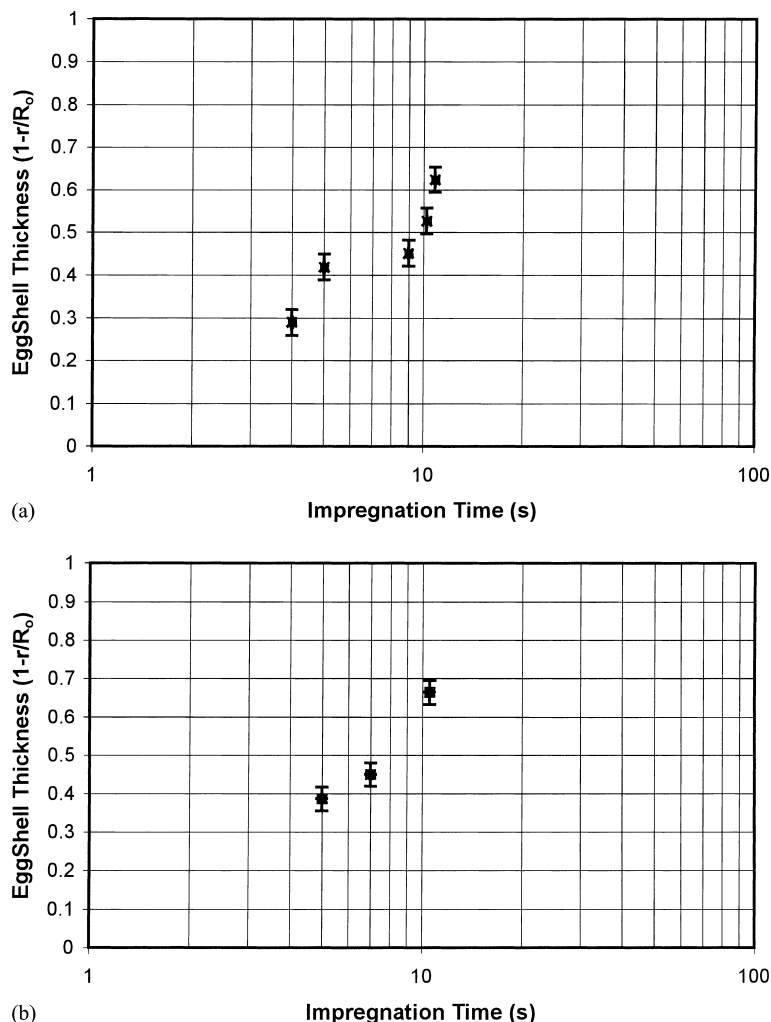 1
0.9
0.8
0.7
0.6
0.5
0.4
0.3
0.2
0.1
0
EggShell Thickness (1-r/Rₒ)
1 10 100
Impregnation Time (s)
(a)
1
0.9
0.8
0.7
0.6
0.5
0.4
0.3
0.2
0.1
0
EggShell Thickness (1-r/Rₒ)
1 10 100
Impregnation Time (s)
(b)